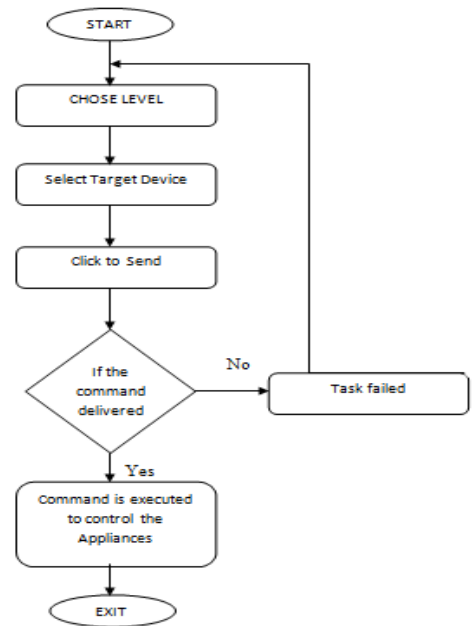 START
CHOSE LEVEL
Select Target Device
Click to Send
If the
command
delivered
No
Task failed
Yes
Command is executed
to control the
Appliances
EXIT